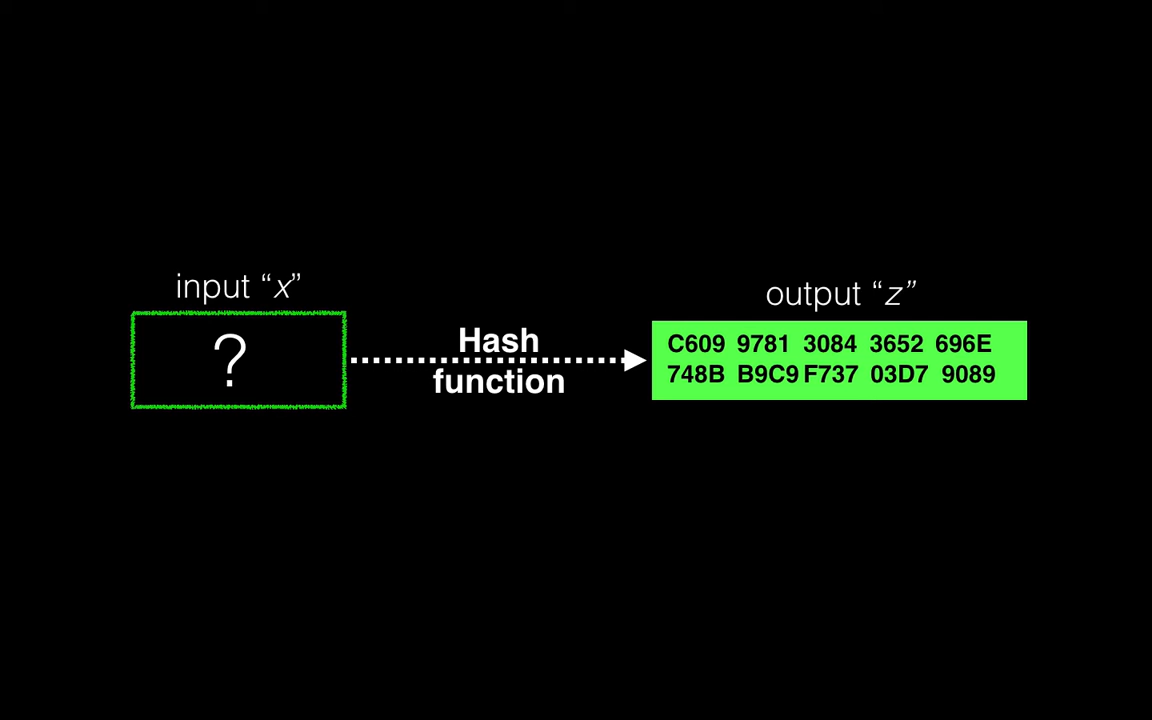 input “x”
?
Hash
function
output “z”
C609 9781 3084 3652 696E
748B B9C9 F737 03D7 9089